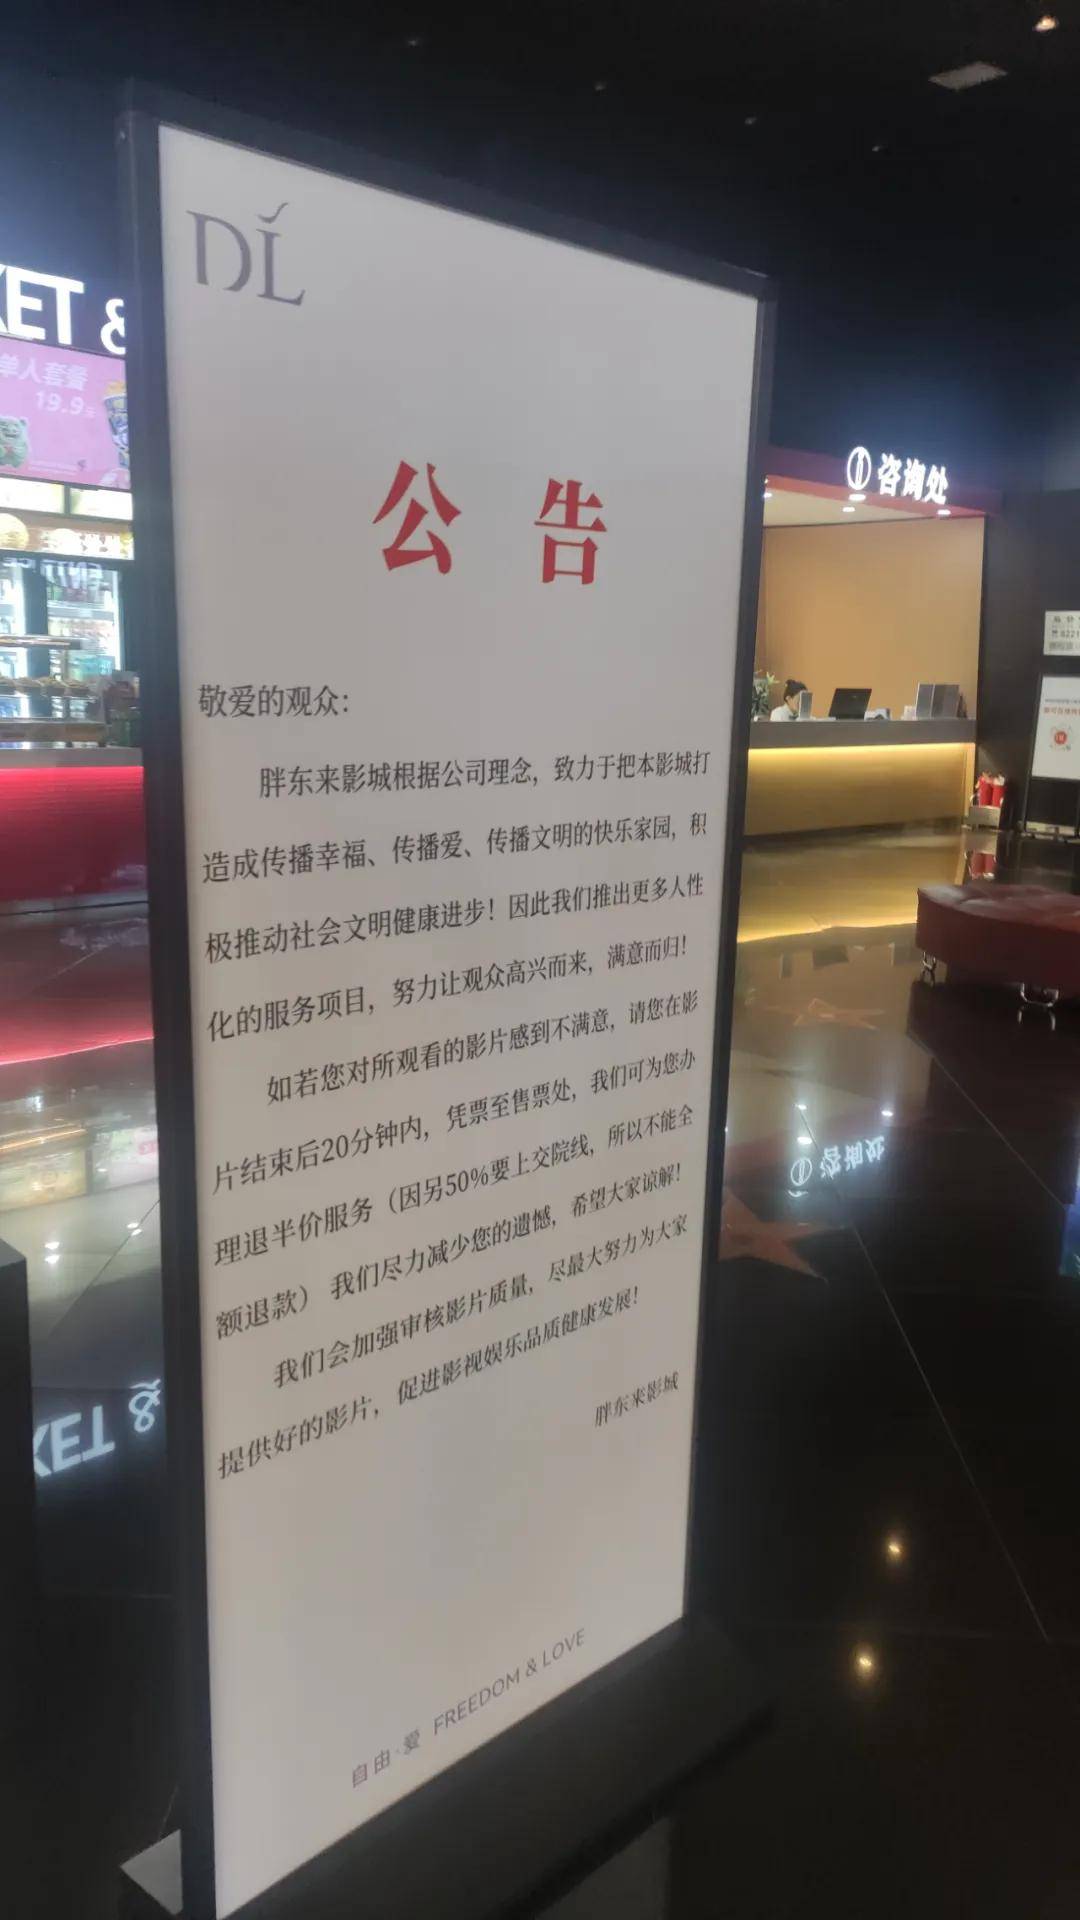 KET &
单人套餐
19.9元
DL
公告
敬爱的观众:
胖东来影城根据公司理念，致力于把本影城打
造成传播幸福、传播爱、传播文明的快乐家园，积
极推动社会文明健康进步！因此我们推出更多人性
化的服务项目，努力让观众高兴而来，满意而归！
如若您对所观看的影片感到不满意，请您在影
片结束后20分钟内，凭票至售票处，我们可为您办
理退半价服务（因另50%要上交院线，所以不能全
额退款） 我们尽力减少您的遗憾，希望大家谅解！
我们会加强审核影片质量，尽最大努力为大家
提供好的影片，促进影视娱乐品质健康发展！
胖东来影城
自由·爱 FREEDOM & LOVE
咨询处